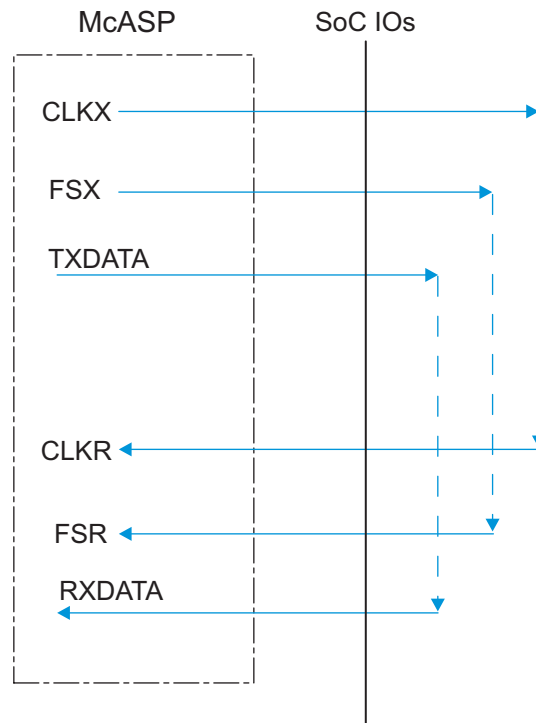 McASP
SoC IOs
CLKX
FSX
TXDATA
CLKR
FSR
RXDATA